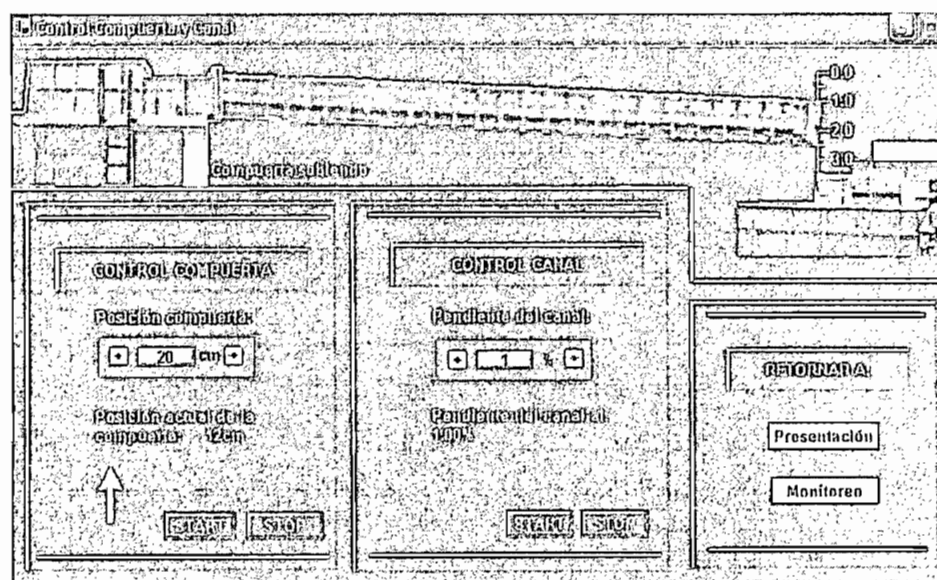 Control Compuerta y Canal
0.0
1.0
2.0
3.0
Compuerta subiendo
CONTROL COMPUERTA
Posición compuerta:
20 cm
Posición actual de la
compuerta: 12cm
START STOP
CONTROL CANAL
Pendiente del canal:
1 %
Pendiente del canal al
1.00%
START STOP
RETORNAR A:
Presentación
Monitoreo